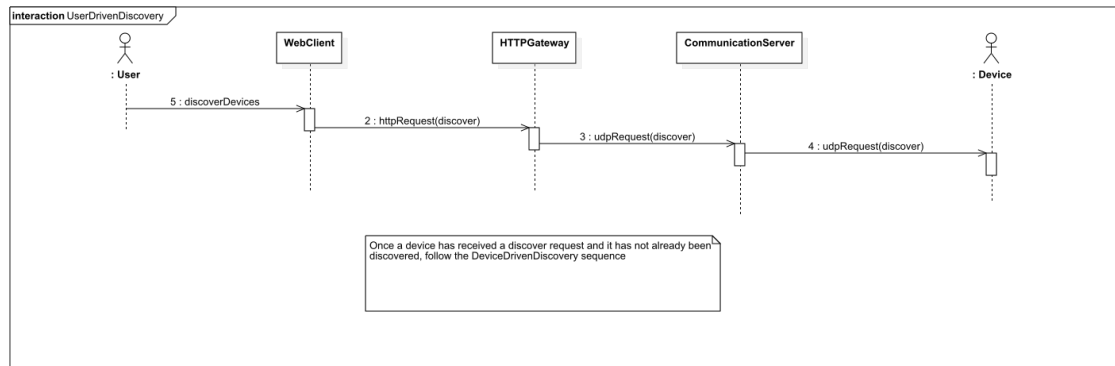 interaction UserDrivenDiscovery
: User
WebClient
HTTPGateway
CommunicationServer
: Device
5 : discoverDevices
2 : httpRequest(discover)
3 : udpRequest(discover)
4 : udpRequest(discover)
Once a device has received a discover request and it has not already been
discovered, follow the DeviceDrivenDiscovery sequence